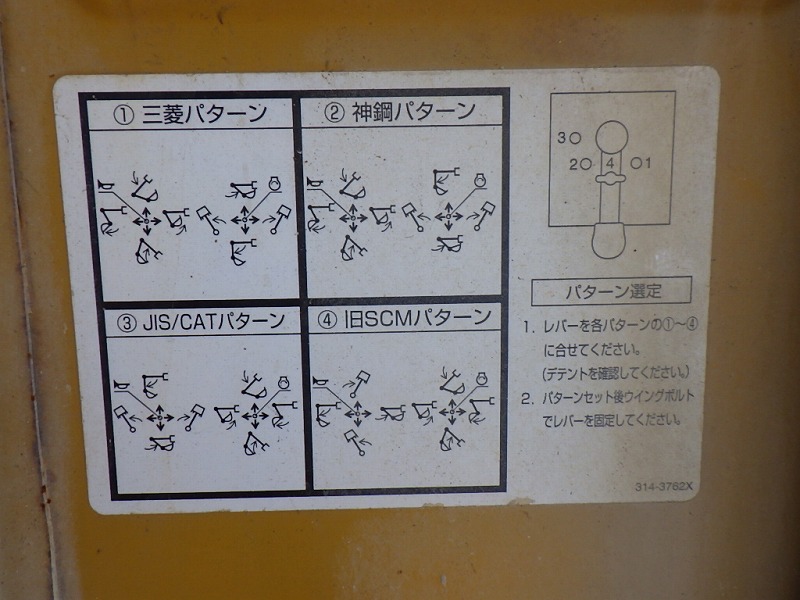 ① 三菱パターン
② 神鋼パターン
③ JIS/CATパターン
④ 旧SCMパターン
3
2 4 1
パターン選定
1. レバーを各パターンの①〜④
に合せてください。
(デテントを確認してください。)
2. パターンセット後ウイングボルト
でレバーを固定してください。
314-3762X